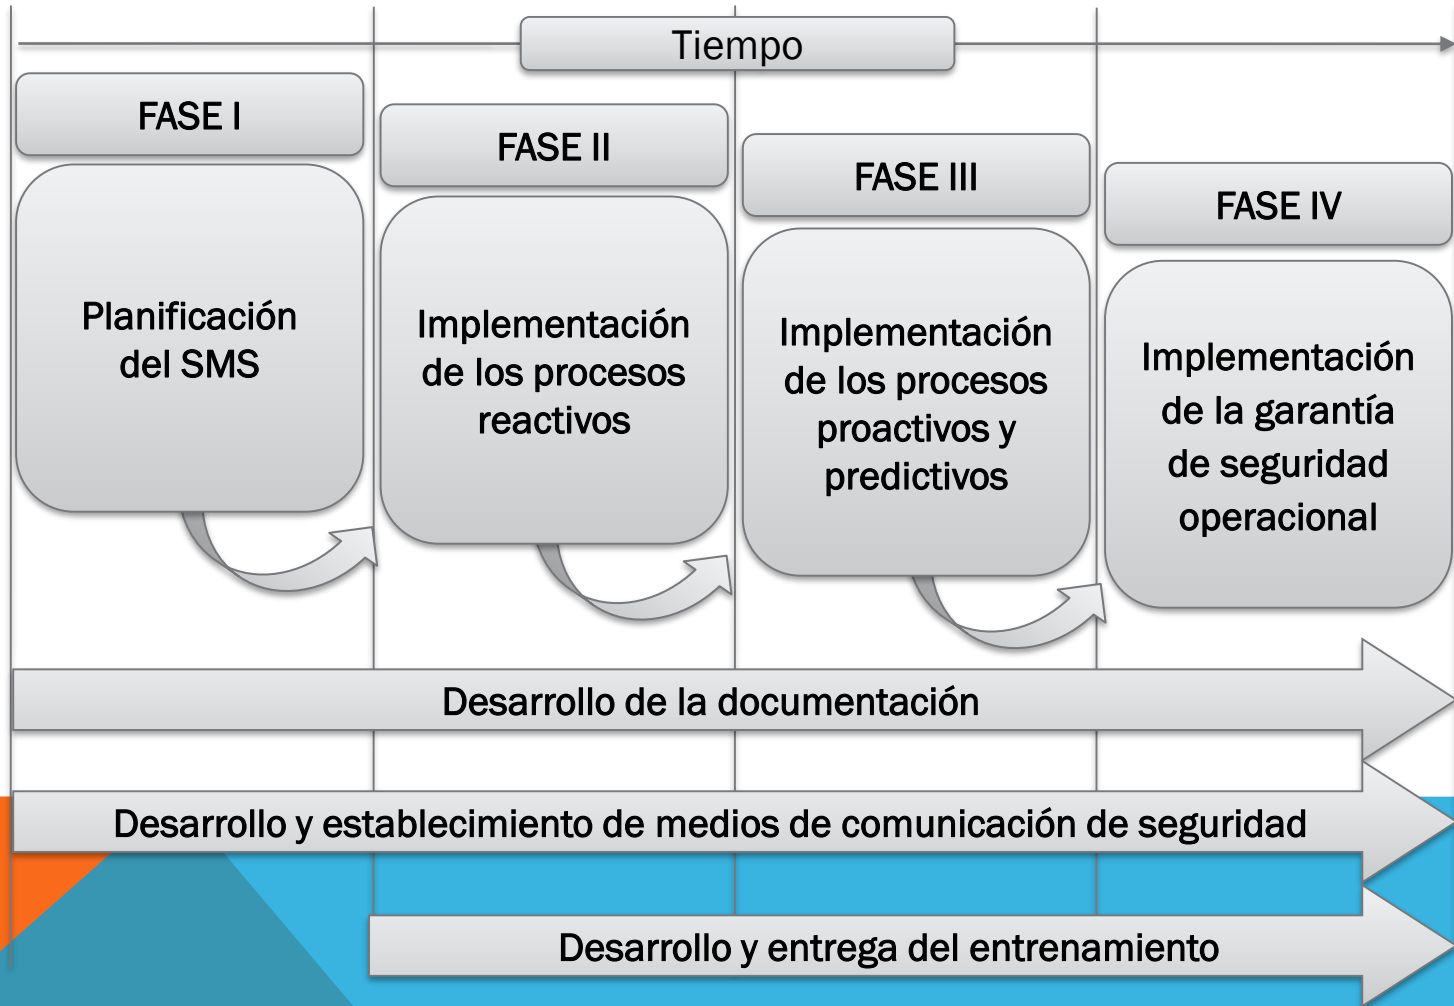 Tiempo
FASE I
Planificación
del SMS
FASE II
Implementación
de los procesos
reactivos
FASE III
Implementación
de los procesos
proactivos y
predictivos
FASE IV
Implementación
de la garantía
de seguridad
operacional
Desarrollo de la documentación
Desarrollo y establecimiento de medios de comunicación de seguridad
Desarrollo y entrega del entrenamiento